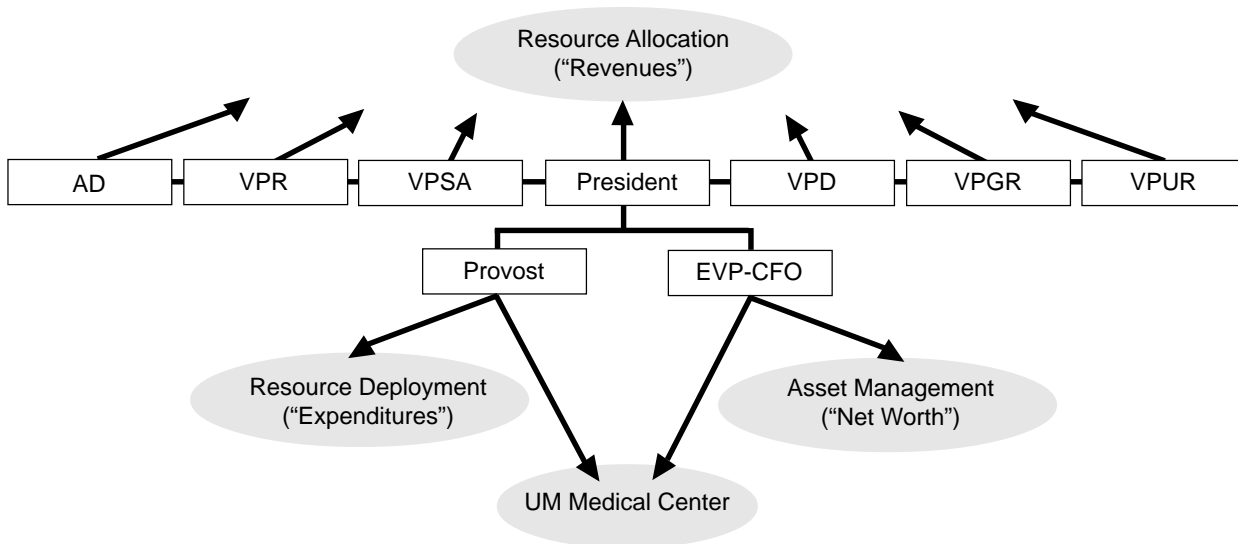 Resource Allocation
(“Revenues”)
AD
VPR
VPSA
President
VPD
VPGR
VPUR
Provost
EVP-CFO
Resource Deployment
(“Expenditures”)
Asset Management
(“Net Worth”)
UM Medical Center